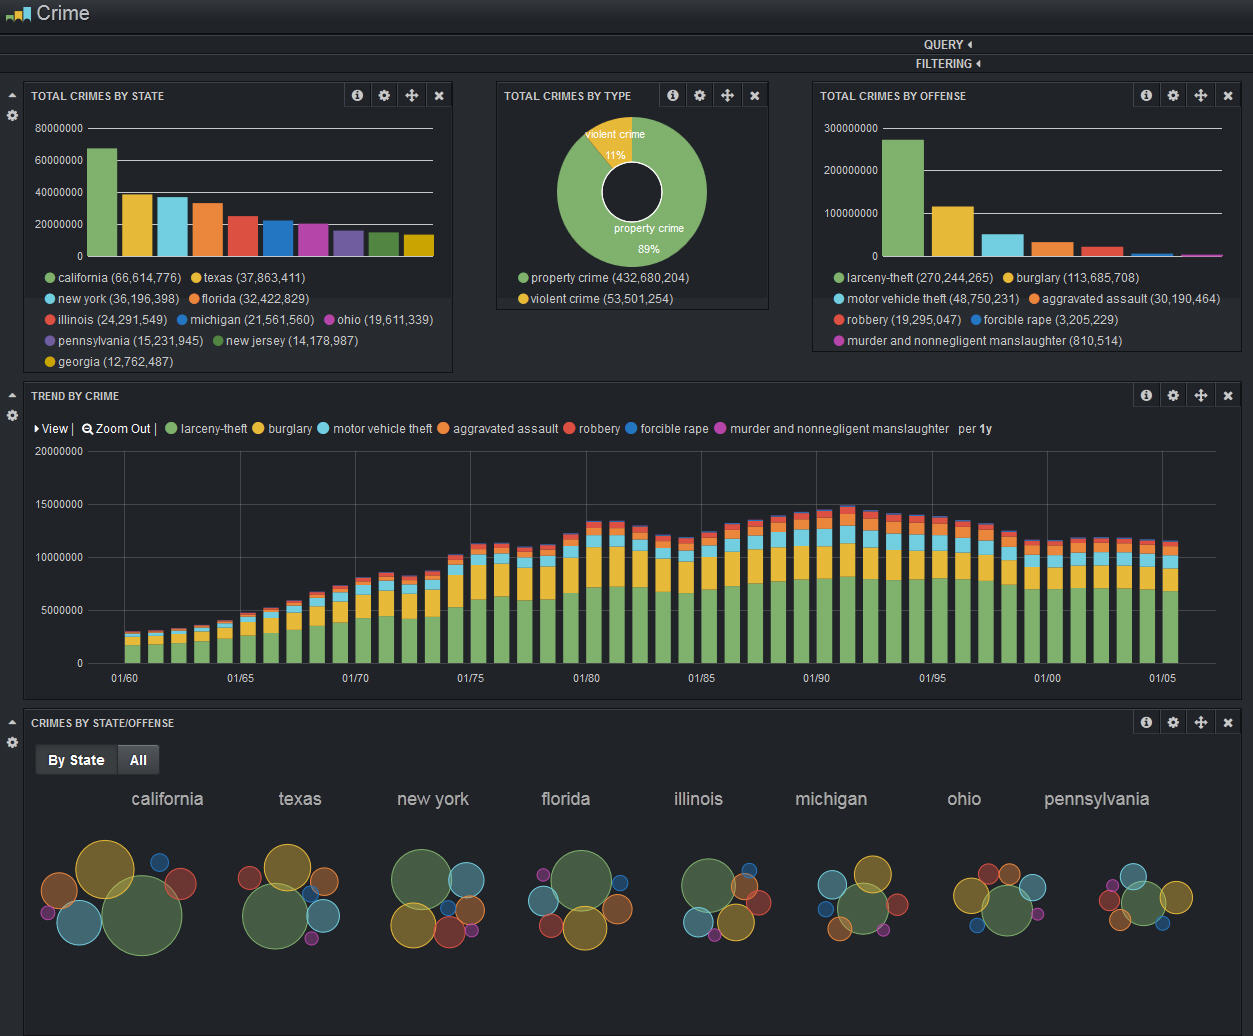 Crime
QUERY
FILTERING
TOTAL CRIMES BY STATE
80000000
60000000
40000000
20000000
0
california (66,614,776) texas (37,863,411)
new york (36,196,398) florida (32,422,829)
illinois (24,291,549) michigan (21,561,560) ohio (19,611,339)
pennsylvania (15,231,945) new jersey (14,178,987)
georgia (12,762,487)
TOTAL CRIMES BY TYPE
violent crime
11%
property crime
89%
property crime (432,680,204)
violent crime (53,501,254)
TOTAL CRIMES BY OFFENSE
300000000
200000000
100000000
0
larceny-theft (270,244,265) burglary (113,685,708)
motor vehicle theft (48,750,231) aggravated assault (30,190,464)
robbery (19,295,047) forcible rape (3,205,229)
murder and nonnegligent manslaughter (810,514)
TREND BY CRIME
View | Zoom Out | larceny-theft burglary motor vehicle theft aggravated assault robbery forcible rape murder and nonnegligent manslaughter per 1y
20000000
15000000
10000000
5000000
0
01/60 01/65 01/70 01/75 01/80 01/85 01/90 01/95 01/00 01/05
CRIMES BY STATE/OFFENSE
By State All
california texas new york florida illinois michigan ohio pennsylvania